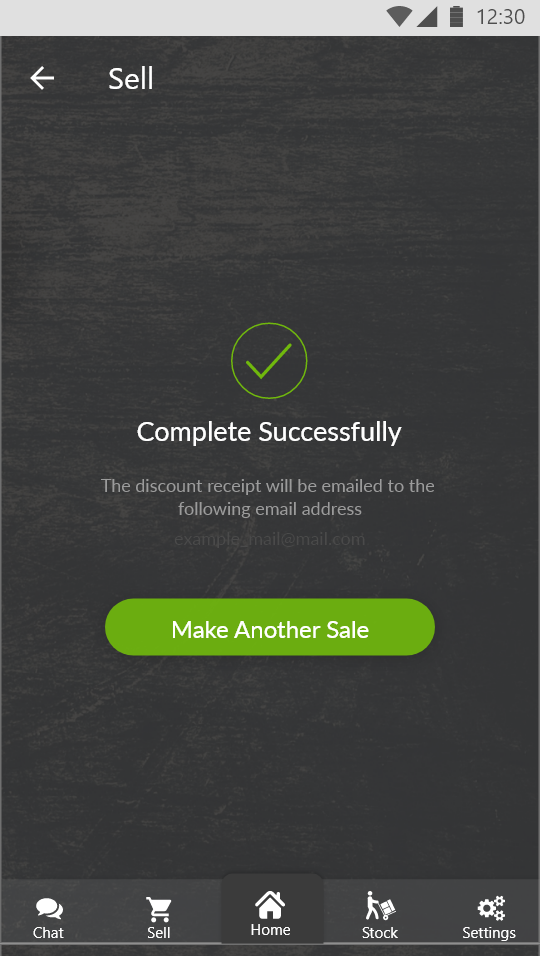 12:30
Sell
Complete Successfully
The discount receipt will be emailed to the
following email address
example_mail@mail.com
Make Another Sale
Chat
Sell
Home
Stock
Settings